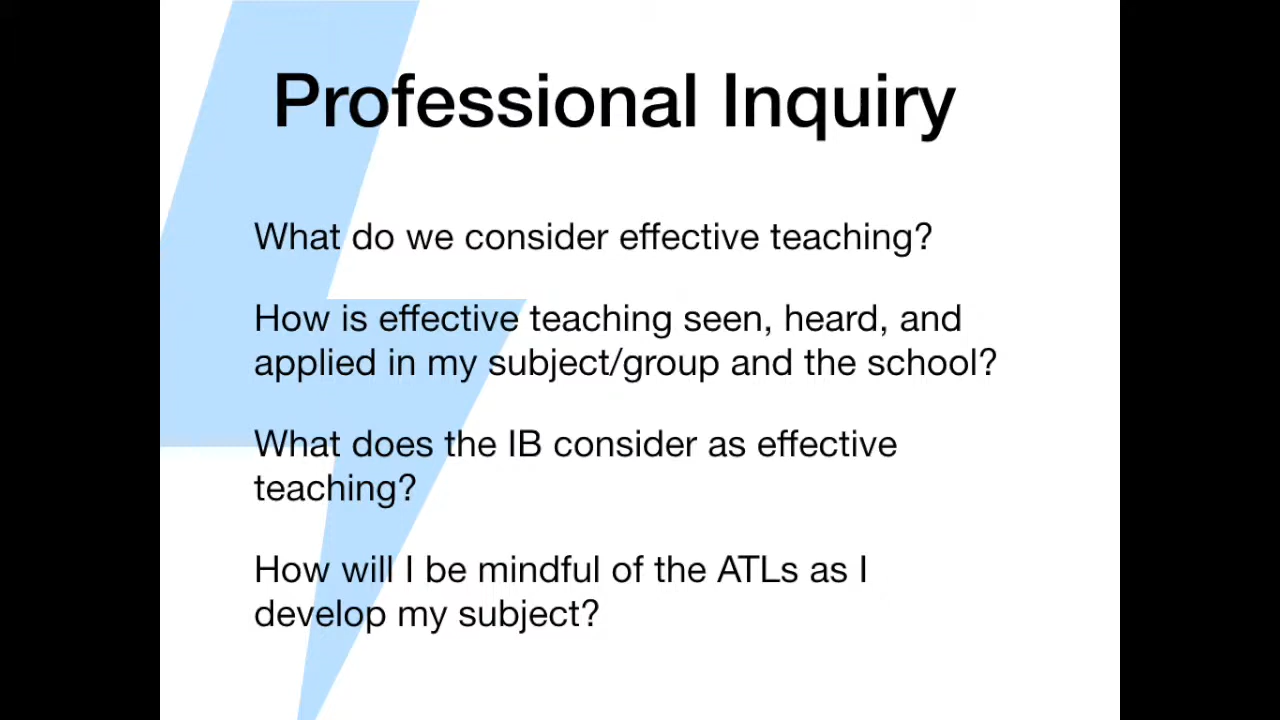 Professional Inquiry
What do we consider effective teaching?
How is effective teaching seen, heard, and
applied in my subject/group and the school?
What does the IB consider as effective
teaching?
How will I be mindful of the ATLs as I
develop my subject?